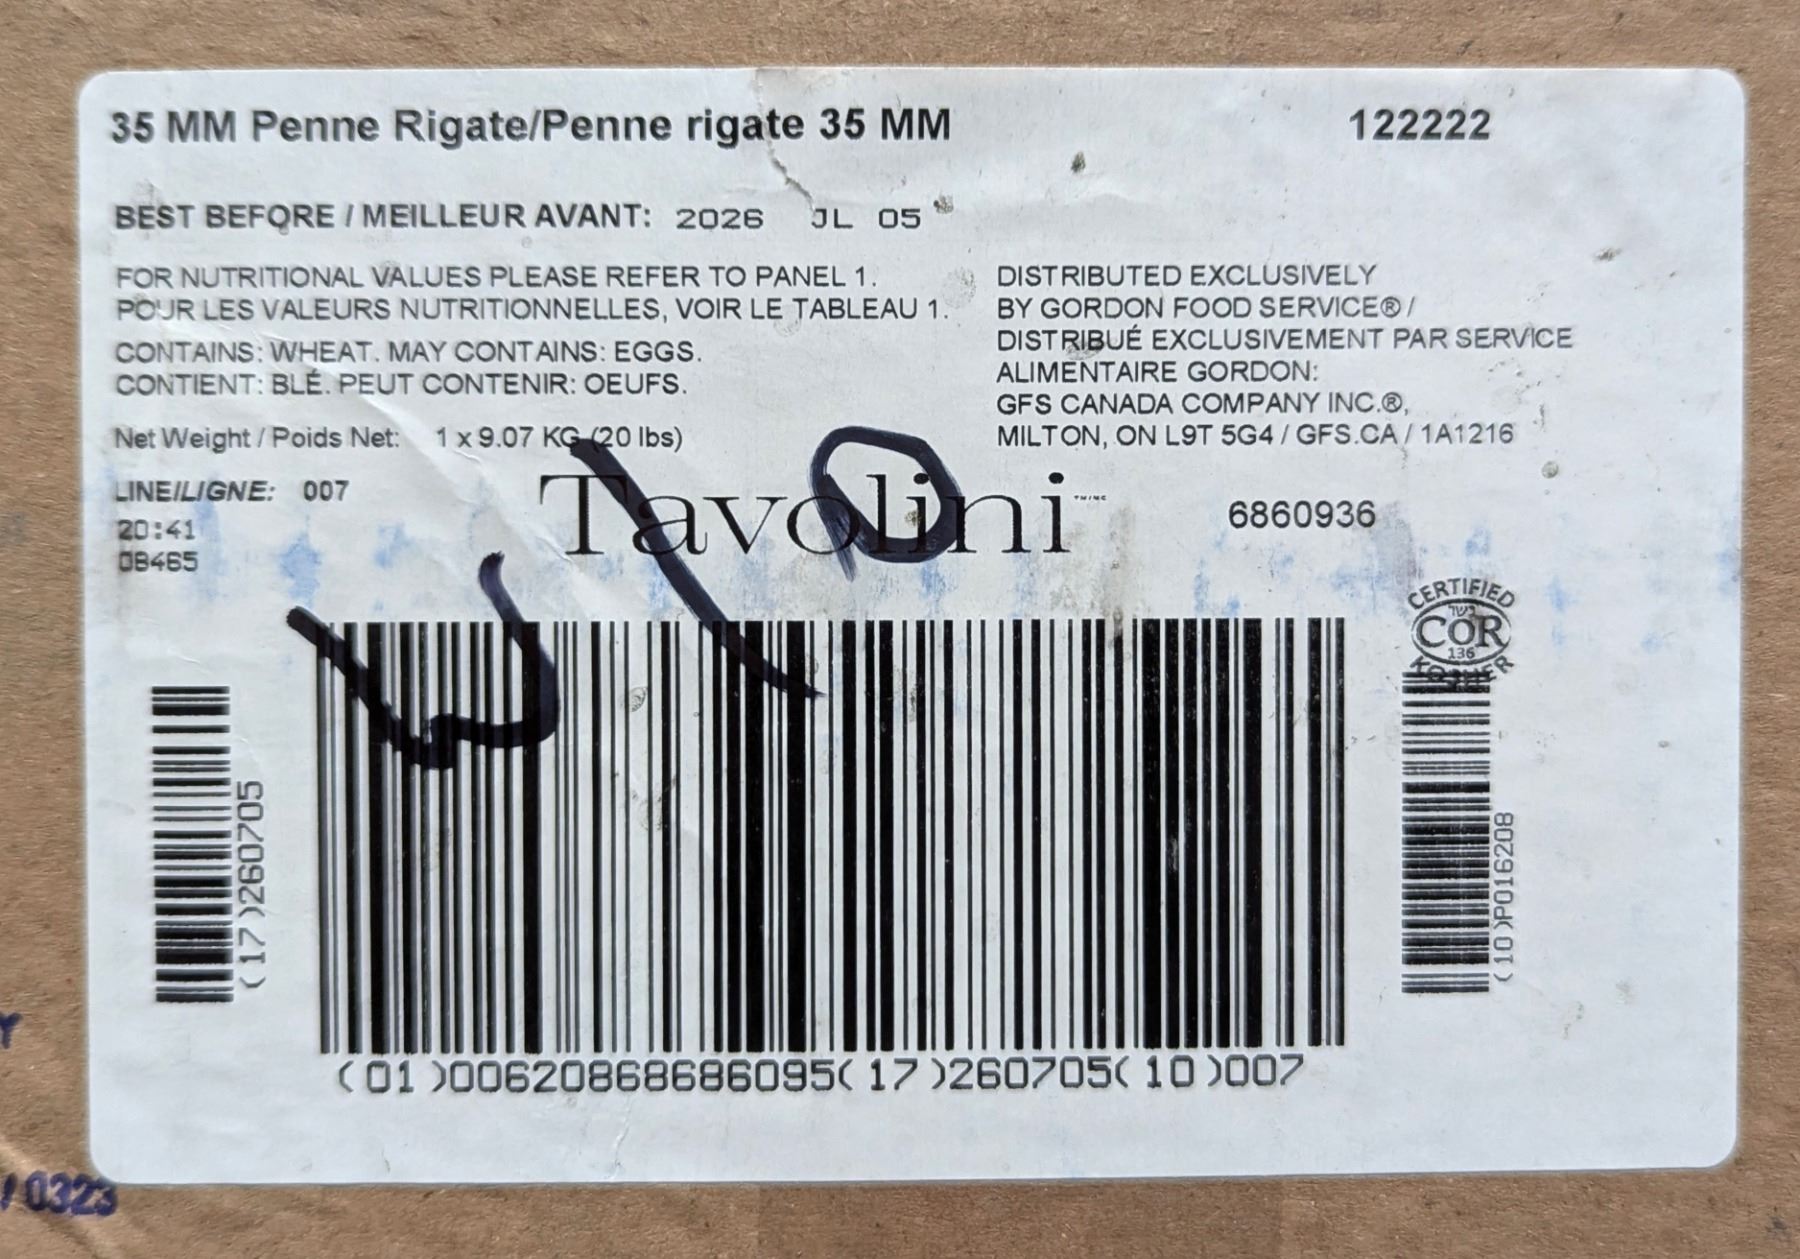 35 MM Penne Rigate/Penne rigate 35 MM
122222
BEST BEFORE / MEILLEUR AVANT: 2026 JL 05
FOR NUTRITIONAL VALUES PLEASE REFER TO PANEL 1.
POUR LES VALEURS NUTRITIONNELLES, VOIR LE TABLEAU 1.
CONTAINS: WHEAT. MAY CONTAINS: EGGS.
CONTIENT: BLÉ. PEUT CONTENIR: OEUFS.
Net Weight / Poids Net: 1 x 9.07 KG (20 lbs)
DISTRIBUTED EXCLUSIVELY
BY GORDON FOOD SERVICE® /
DISTRIBUÉ EXCLUSIVEMENT PAR SERVICE
ALIMENTAIRE GORDON:
GFS CANADA COMPANY INC.®,
MILTON, ON L9T 5G4 / GFS.CA / 1A1216
LINE/LIGNE: 007
20:41
08465
Tavolini
6860936
CERTIFIED
כשר
COR
136
KOSHER
(17)260705
(10)P016208
(01)00620868686095(17)260705(10)007
Y
/ 0323